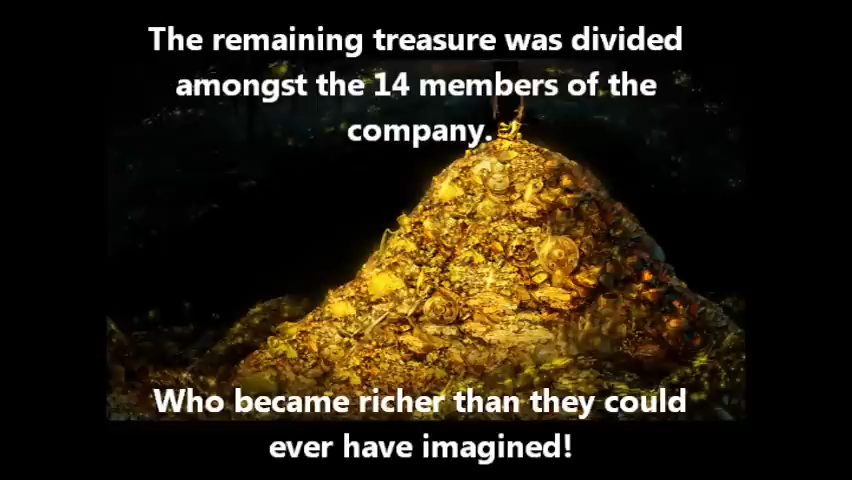 The remaining treasure was divided
amongst the 14 members of the
company.
Who became richer than they could
ever have imagined!